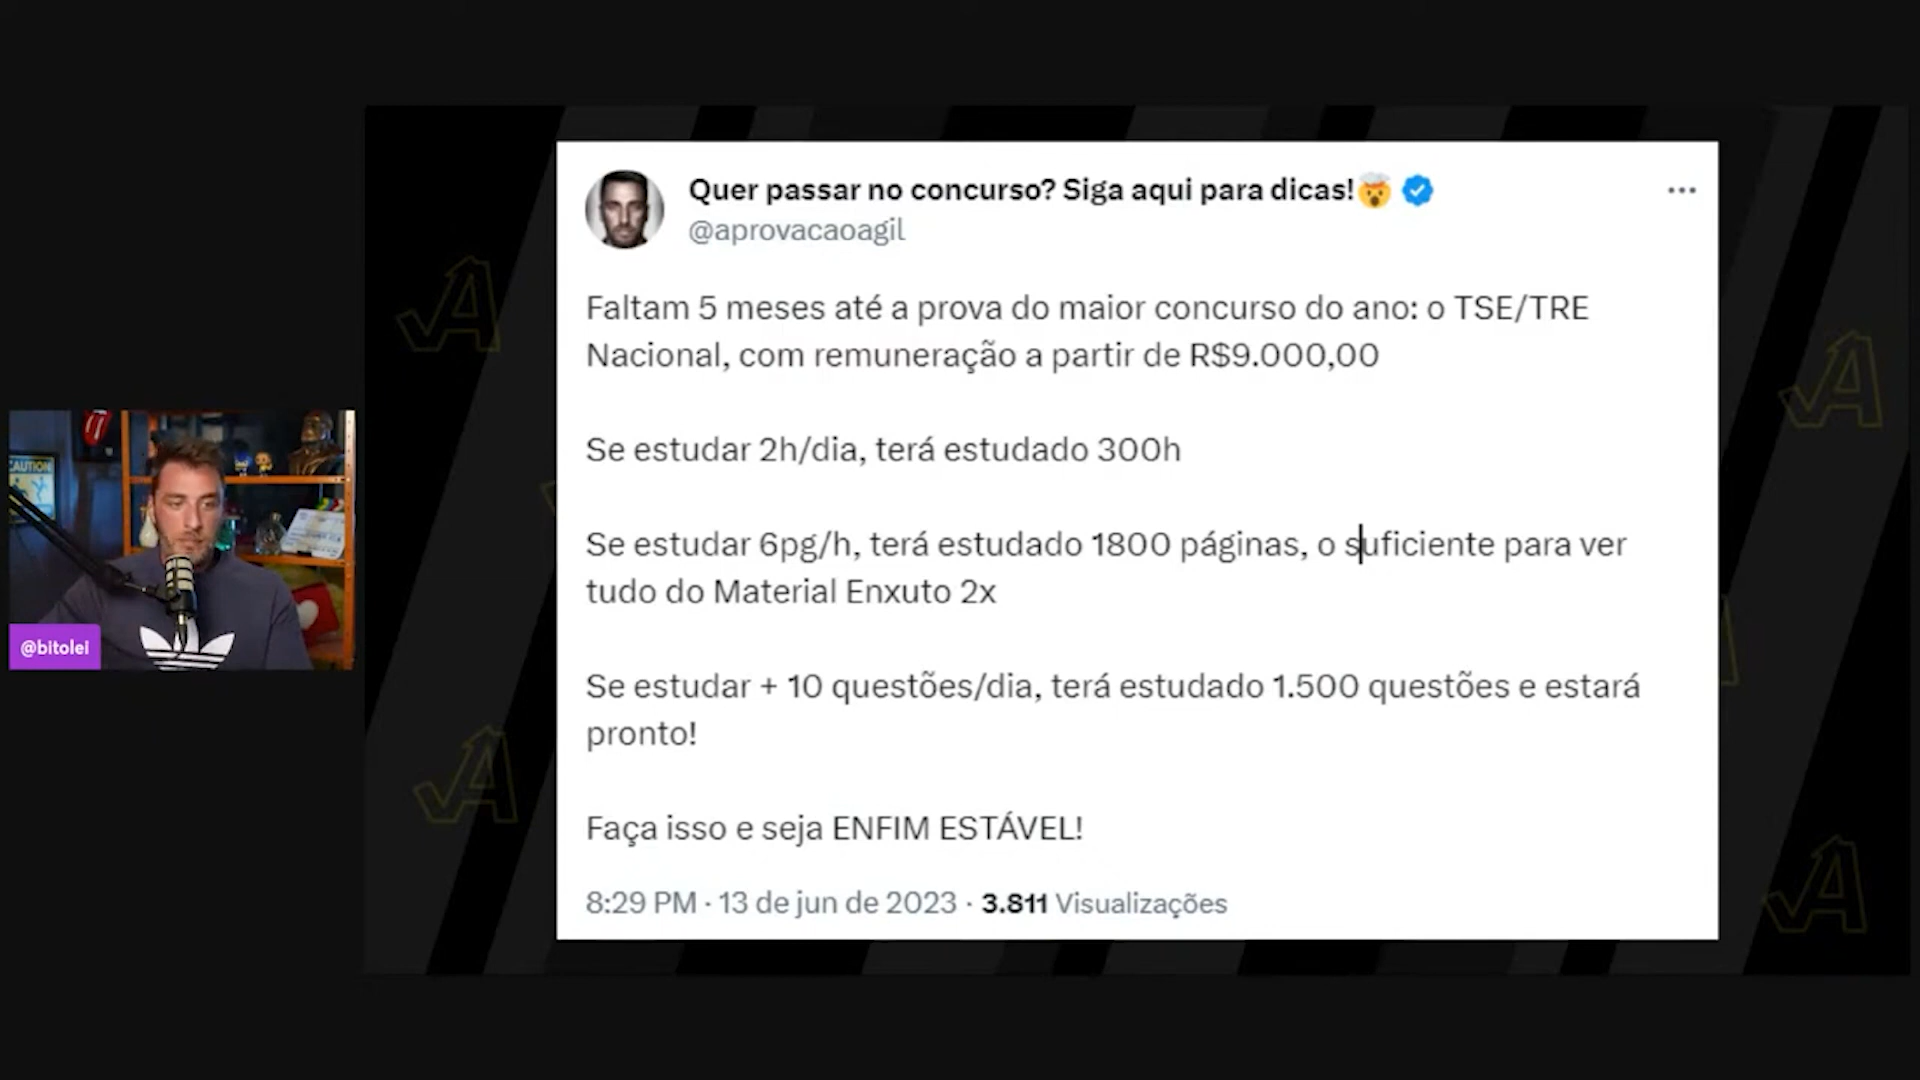 Quer passar no concurso? Siga aqui para dicas!🤯
@aprovacaoagil
Faltam 5 meses até a prova do maior concurso do ano: o TSE/TRE
Nacional, com remuneração a partir de R$9.000,00
Se estudar 2h/dia, terá estudado 300h
Se estudar 6pg/h, terá estudado 1800 páginas, o suficiente para ver
tudo do Material Enxuto 2x
Se estudar + 10 questões/dia, terá estudado 1.500 questões e estará
pronto!
Faça isso e seja ENFIM ESTÁVEL!
8:29 PM · 13 de jun de 2023 · 3.811 Visualizações
CAUTION
@bitolei